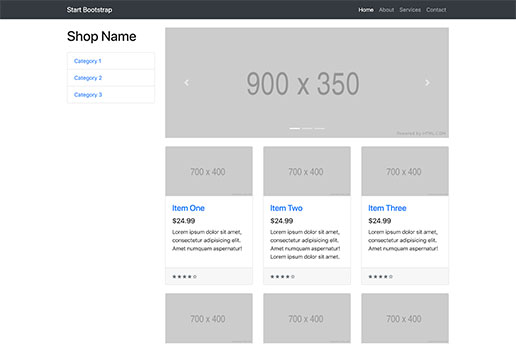 Start Bootstrap
Home About Services Contact
Shop Name
Category 1
Category 2
Category 3
900 x 350
Powered by HTML.COM
700 x 400
Item One
$24.99
Lorem ipsum dolor sit amet,
consectetur adipisicing elit.
Amet numquam aspernatur!
★ ★ ★ ★ ☆
700 x 400
Item Two
$24.99
Lorem ipsum dolor sit amet,
consectetur adipisicing elit.
Amet numquam aspernatur!
Lorem ipsum dolor sit amet.
★ ★ ★ ★ ☆
700 x 400
Item Three
$24.99
Lorem ipsum dolor sit amet,
consectetur adipisicing elit.
Amet numquam aspernatur!
★ ★ ★ ★ ☆
700 x 400
700 x 400
700 x 400